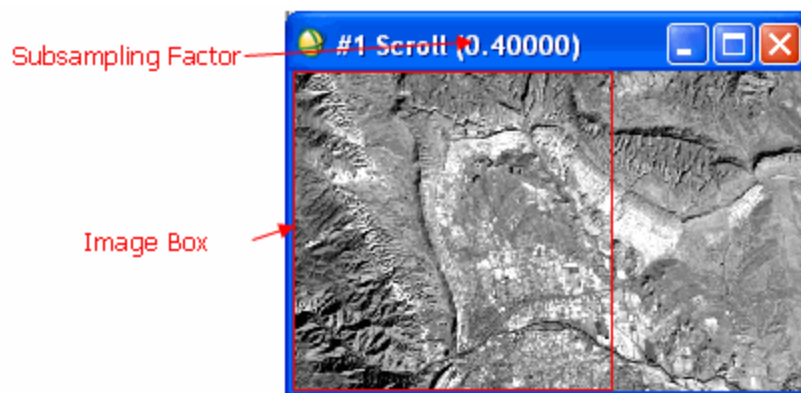 #1 Scroll (0.40000)
Subsampling Factor
Image Box